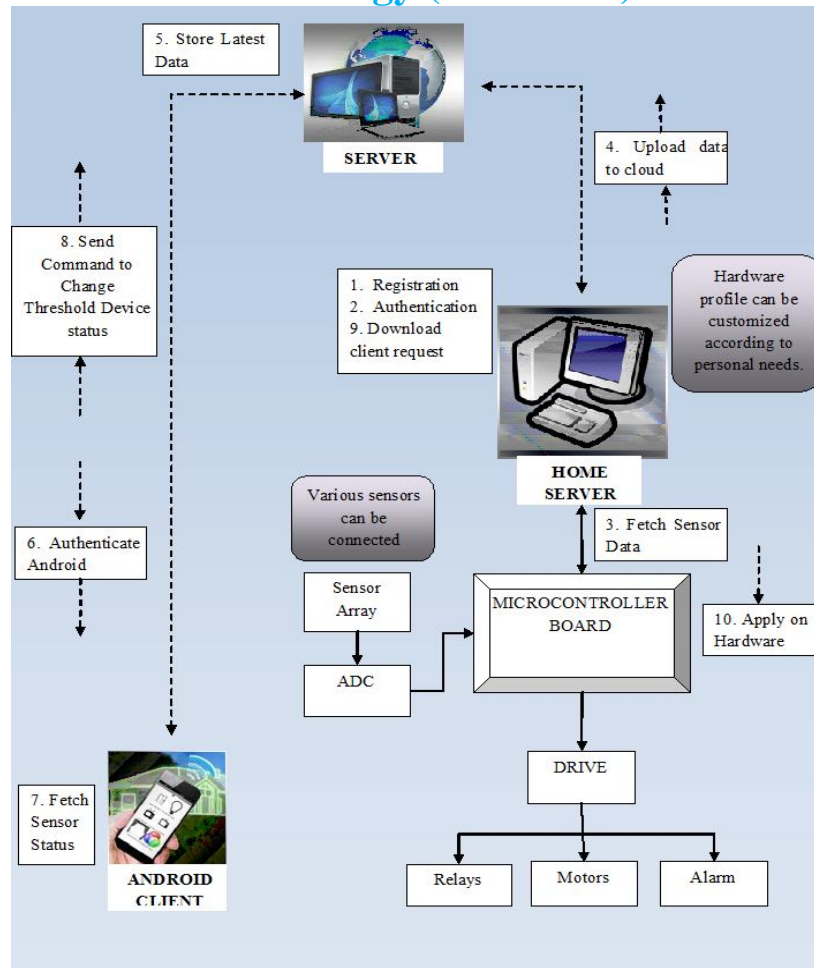 5. Store Latest
Data
SERVER
4. Upload data
to cloud
8. Send
Command to
Change
Threshold Device
status
1. Registration
2. Authentication
9. Download
client request
Hardware
profile can be
customized
according to
personal needs.
HOME
SERVER
Various sensors
can be
connected
3. Fetch Sensor
Data
6. Authenticate
Android
Sensor
Array
MICROCONTROLLER
BOARD
10. Apply on
Hardware
ADC
DRIVE
7. Fetch
Sensor
Status
ANDROID
CLIENT
Relays
Motors
Alarm